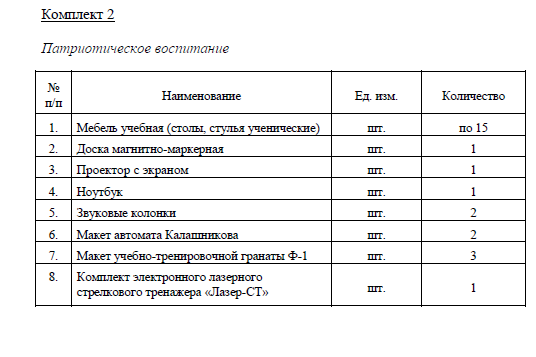 Комплект 2
Патриотическое воспитание
№ п/п Наименование Ед. изм. Количество
1. Мебель учебная (столы, стулья ученические) шт. по 15
2. Доска магнитно-маркерная шт. 1
3. Проектор с экраном шт. 1
4. Ноутбук шт. 1
5. Звуковые колонки шт. 2
6. Макет автомата Калашникова шт. 2
7. Макет учебно-тренировочной гранаты Ф-1 шт. 3
8. Комплект электронного лазерного
стрелкового тренажера «Лазер-СТ» шт. 1